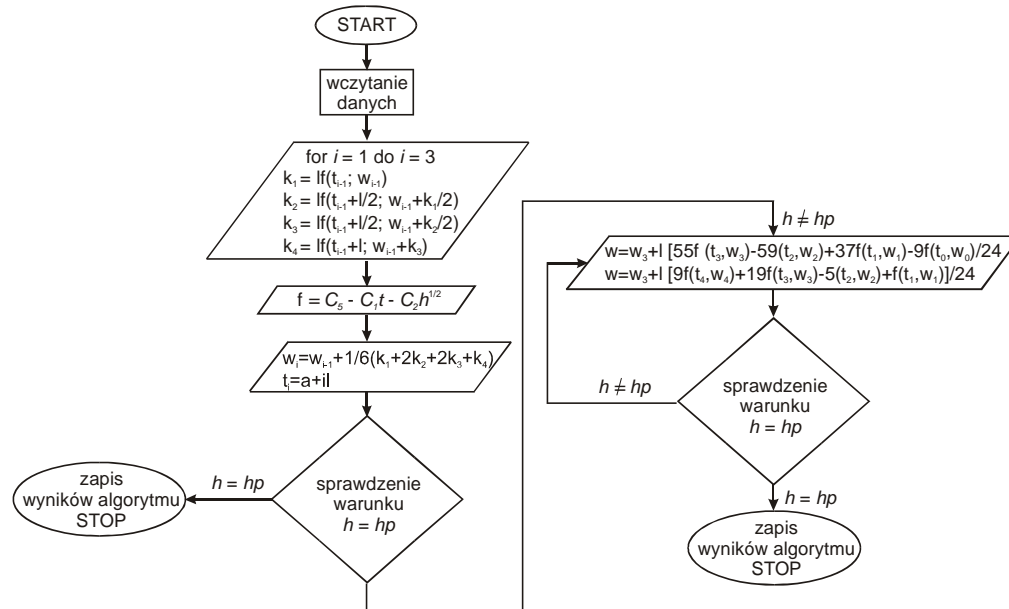 START
wczytanie
danych
for i = 1 do i = 3
k₁ = lf(tᵢ₋₁; wᵢ₋₁)
k₂ = lf(tᵢ₋₁+l/2; wᵢ₋₁+k₁/2)
k₃ = lf(tᵢ₋₁+l/2; wᵢ₋₁+k₂/2)
k₄ = lf(tᵢ₋₁+l; wᵢ₋₁+k₃)
f = C₅ - C₁t - C₂h¹ᐟ²
wᵢ=wᵢ₋₁+1/6(k₁+2k₂+2k₃+k₄)
tᵢ=a+il
sprawdzenie
warunku
h = hp
h = hp
zapis
wyników algorytmu
STOP
h ≠ hp
w=w₃+l [55f (t₃,w₃)-59(t₂,w₂)+37f(t₁,w₁)-9f(t₀,w₀)/24
w=w₃+l [9f(t₄,w₄)+19f(t₃,w₃)-5(t₂,w₂)+f(t₁,w₁)]/24
h ≠ hp
sprawdzenie
warunku
h = hp
h = hp
zapis
wyników algorytmu
STOP